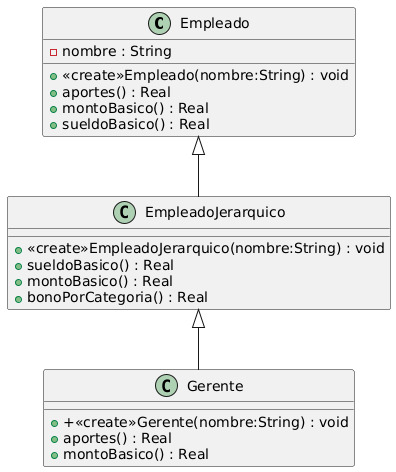 C Empleado
nombre : String
«create»Empleado(nombre:String) : void
aportes() : Real
montoBasico() : Real
sueldoBasico() : Real
C EmpleadoJerarquico
«create»EmpleadoJerarquico(nombre:String) : void
sueldoBasico() : Real
montoBasico() : Real
bonoPorCategoria() : Real
C Gerente
+«create»Gerente(nombre:String) : void
aportes() : Real
montoBasico() : Real